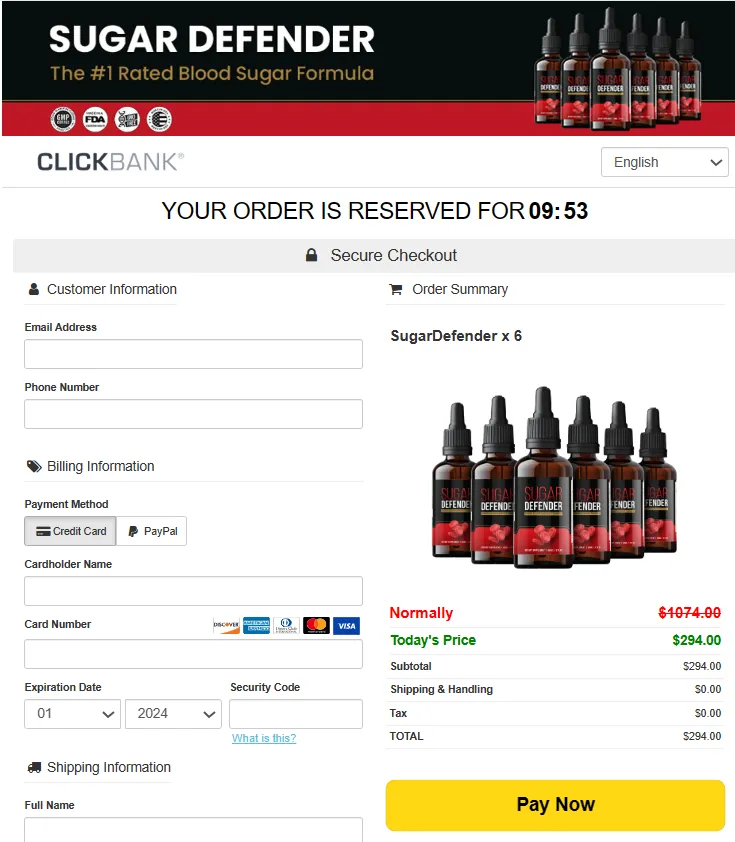 SUGAR DEFENDER
The #1 Rated Blood Sugar Formula
GMP
FDA
CLICKBANK®
English
YOUR ORDER IS RESERVED FOR 09:53
Secure Checkout
Customer Information
Email Address
Phone Number
Billing Information
Payment Method
Credit Card
PayPal
Cardholder Name
Card Number
DISCOVER
AMERICAN EXPRESS
Diners Club
INTERNATIONAL
MasterCard
VISA
Expiration Date
Security Code
01
2024
What is this?
Shipping Information
Full Name
Order Summary
SugarDefender x 6
SUGAR
DEFENDER
Normally $1074.00
Today's Price $294.00
Subtotal $294.00
Shipping & Handling $0.00
Tax $0.00
TOTAL $294.00
Pay Now